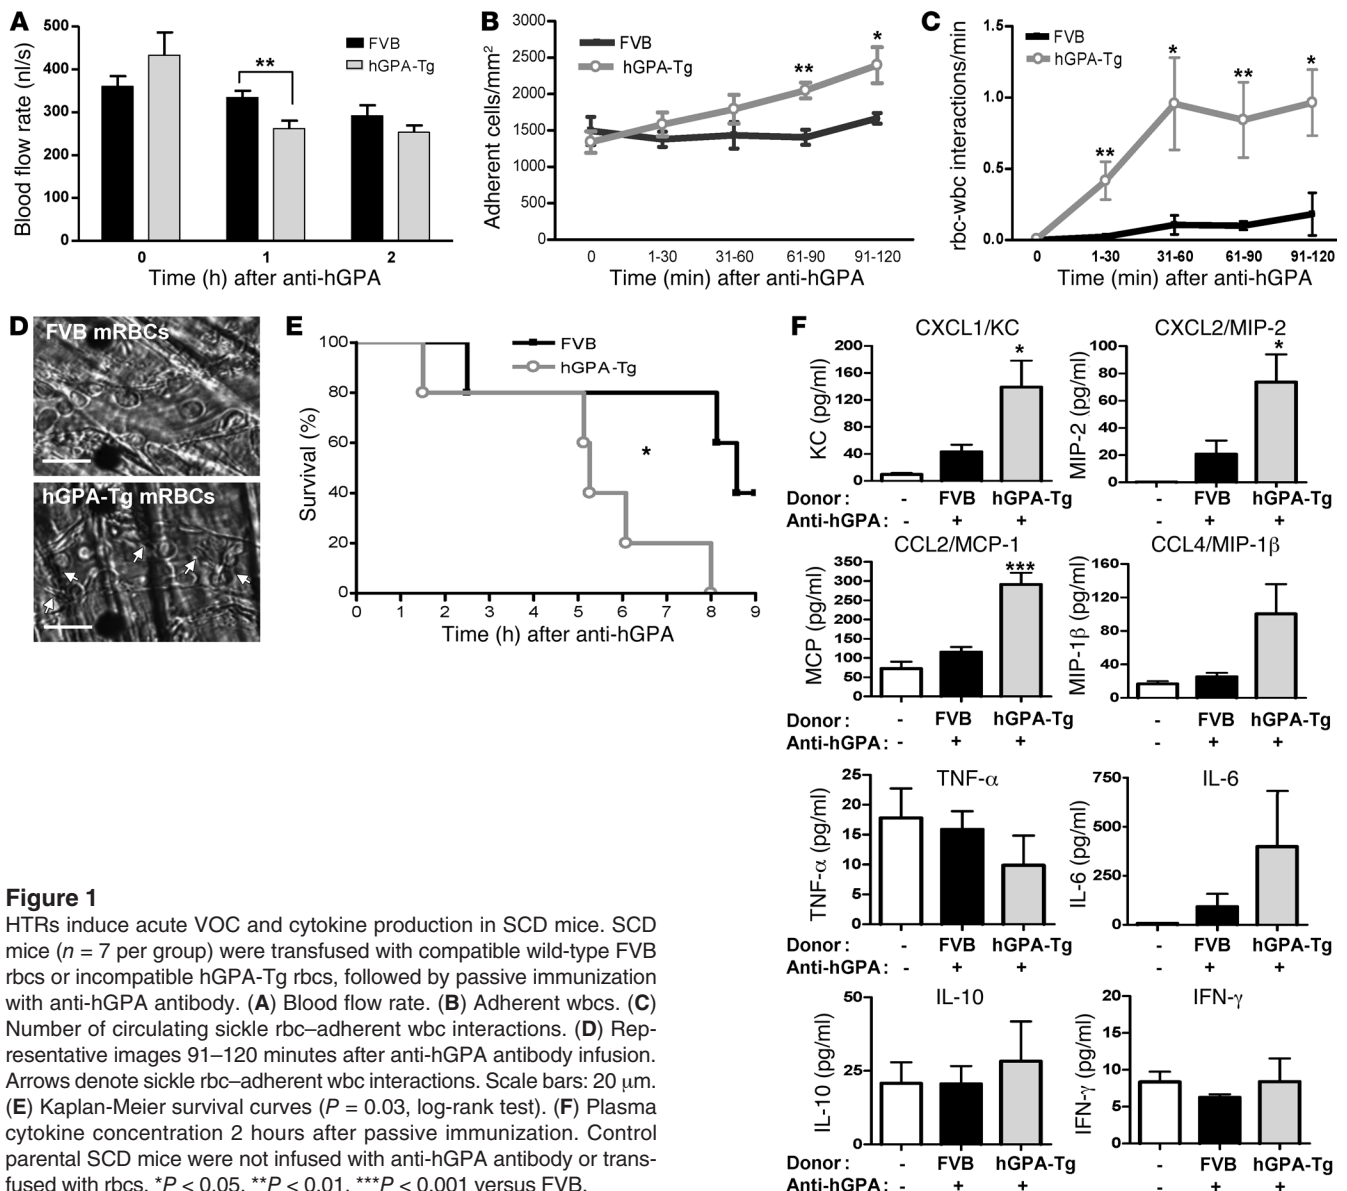 A
Blood flow rate (nl/s)
500
400
300
200
100
0
FVB
hGPA-Tg
**
0 1 2
Time (h) after anti-hGPA
B
Adherent cells/mm2
3000
2500
2000
1500
1000
500
0
FVB
hGPA-Tg
**
*
0 1-30 31-60 61-90 91-120
Time (min) after anti-hGPA
C
rbc-wbc interactions/min
1.5
1.0
0.5
0.0
FVB
hGPA-Tg
**
*
**
*
0 1-30 31-60 61-90 91-120
Time (min) after anti-hGPA
D
FVB mRBCs
hGPA-Tg mRBCs
E
Survival (%)
100
80
60
40
20
0
FVB
hGPA-Tg
*
0 1 2 3 4 5 6 7 8 9
Time (h) after anti-hGPA
F
CXCL1/KC
KC (pg/ml)
200
160
120
80
40
0
*
Donor: - FVB hGPA-Tg
Anti-hGPA: - + +
CXCL2/MIP-2
MIP-2 (pg/ml)
100
80
60
40
20
0
*
- FVB hGPA-Tg
- + +
CCL2/MCP-1
MCP (pg/ml)
350
300
250
200
150
100
50
0
***
Donor: - FVB hGPA-Tg
Anti-hGPA: - + +
CCL4/MIP-1β
MIP-1β (pg/ml)
160
120
80
40
0
- FVB hGPA-Tg
- + +
TNF-α
TNF-α (pg/ml)
25
20
15
10
5
0
Donor: - FVB hGPA-Tg
Anti-hGPA: - + +
IL-6
IL-6 (pg/ml)
750
500
250
0
- FVB hGPA-Tg
- + +
IL-10
IL-10 (pg/ml)
50
25
0
Donor: - FVB hGPA-Tg
Anti-hGPA: - + +
IFN-γ
IFN-γ (pg/ml)
20
15
10
5
0
- FVB hGPA-Tg
- + +
Figure 1
HTRs induce acute VOC and cytokine production in SCD mice. SCD
mice (n = 7 per group) were transfused with compatible wild-type FVB
rbcs or incompatible hGPA-Tg rbcs, followed by passive immunization
with anti-hGPA antibody. (A) Blood flow rate. (B) Adherent wbcs. (C)
Number of circulating sickle rbc–adherent wbc interactions. (D) Rep-
resentative images 91–120 minutes after anti-hGPA antibody infusion.
Arrows denote sickle rbc–adherent wbc interactions. Scale bars: 20 μm.
(E) Kaplan-Meier survival curves (P = 0.03, log-rank test). (F) Plasma
cytokine concentration 2 hours after passive immunization. Control
parental SCD mice were not infused with anti-hGPA antibody or trans-
fused with rbcs. *P < 0.05, **P < 0.01, ***P < 0.001 versus FVB.